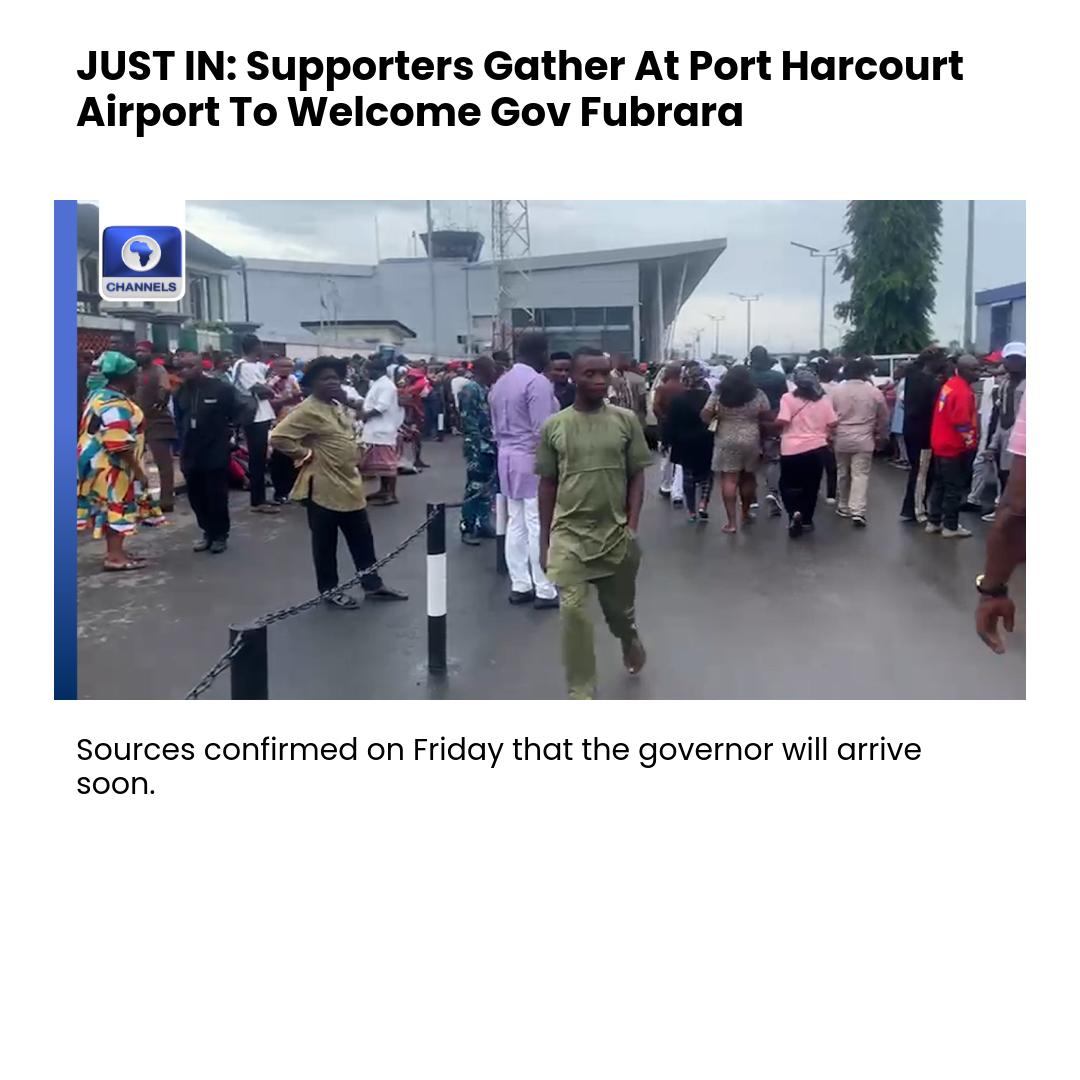 JUST IN: Supporters Gather At Port Harcourt
Airport To Welcome Gov Fubrara
CHANNELS
Sources confirmed on Friday that the governor will arrive
soon.